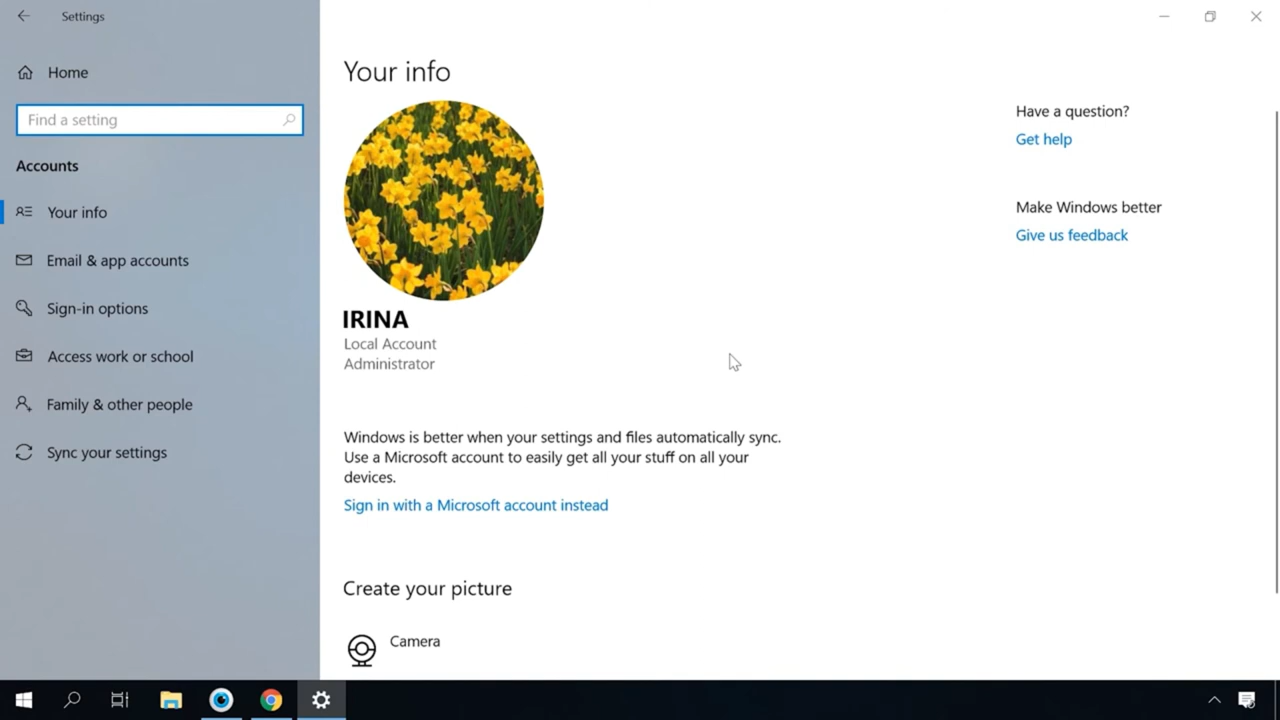 Settings
Home
Find a setting
Accounts
Your info
Email & app accounts
Sign-in options
Access work or school
Family & other people
Sync your settings
Your info
IRINA
Local Account
Administrator
Windows is better when your settings and files automatically sync.
Use a Microsoft account to easily get all your stuff on all your
devices.
Sign in with a Microsoft account instead
Create your picture
Camera
Have a question?
Get help
Make Windows better
Give us feedback